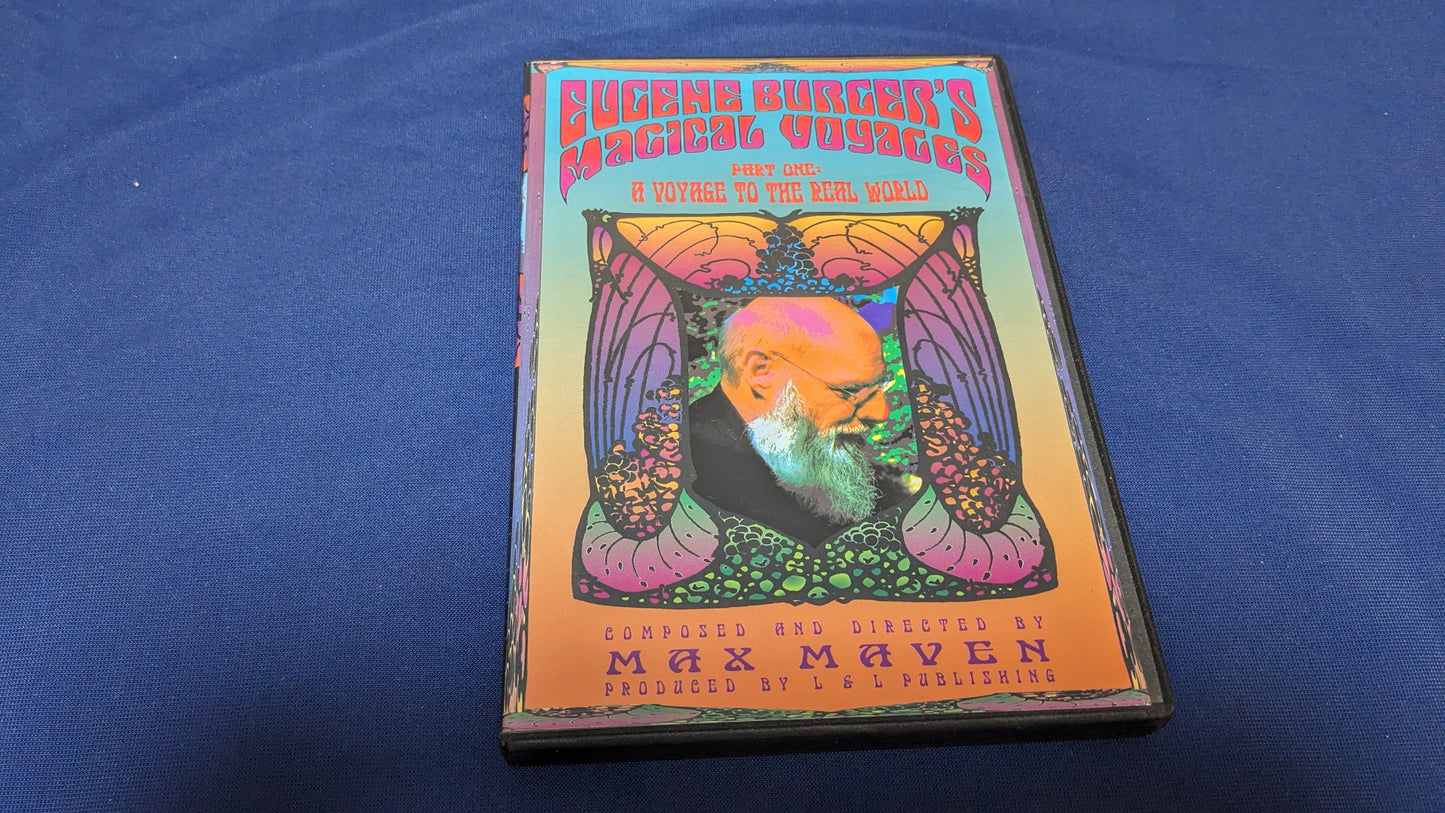 EUGENE BURGER'S
MAGICAL VOYAGES
PART ONE:
A VOYAGE TO THE REAL WORLD
COMPOSED AND DIRECTED BY
MAX MAVEN
PRODUCED BY L & L PUBLISHING